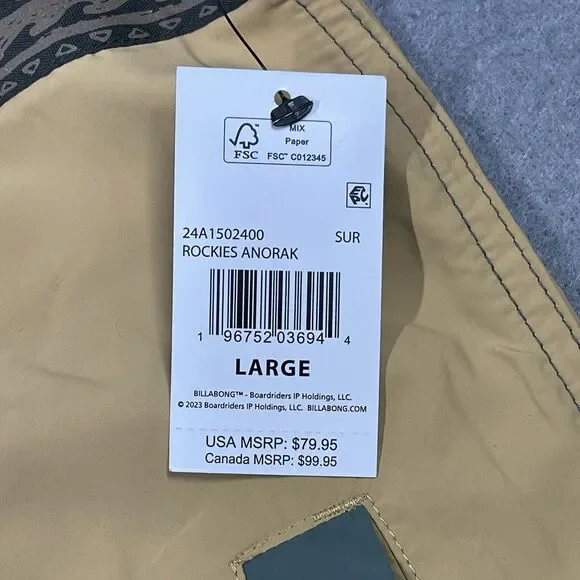 MIX
Paper
FSC™ C012345
FSC
24A1502400 SUR
ROCKIES ANORAK
1 96752 03694 4
LARGE
BILLABONG™ - Boardriders IP Holdings, LLC.
© 2023 Boardriders IP Holdings, LLC. BILLABONG.COM
USA MSRP: $79.95
Canada MSRP: $99.95